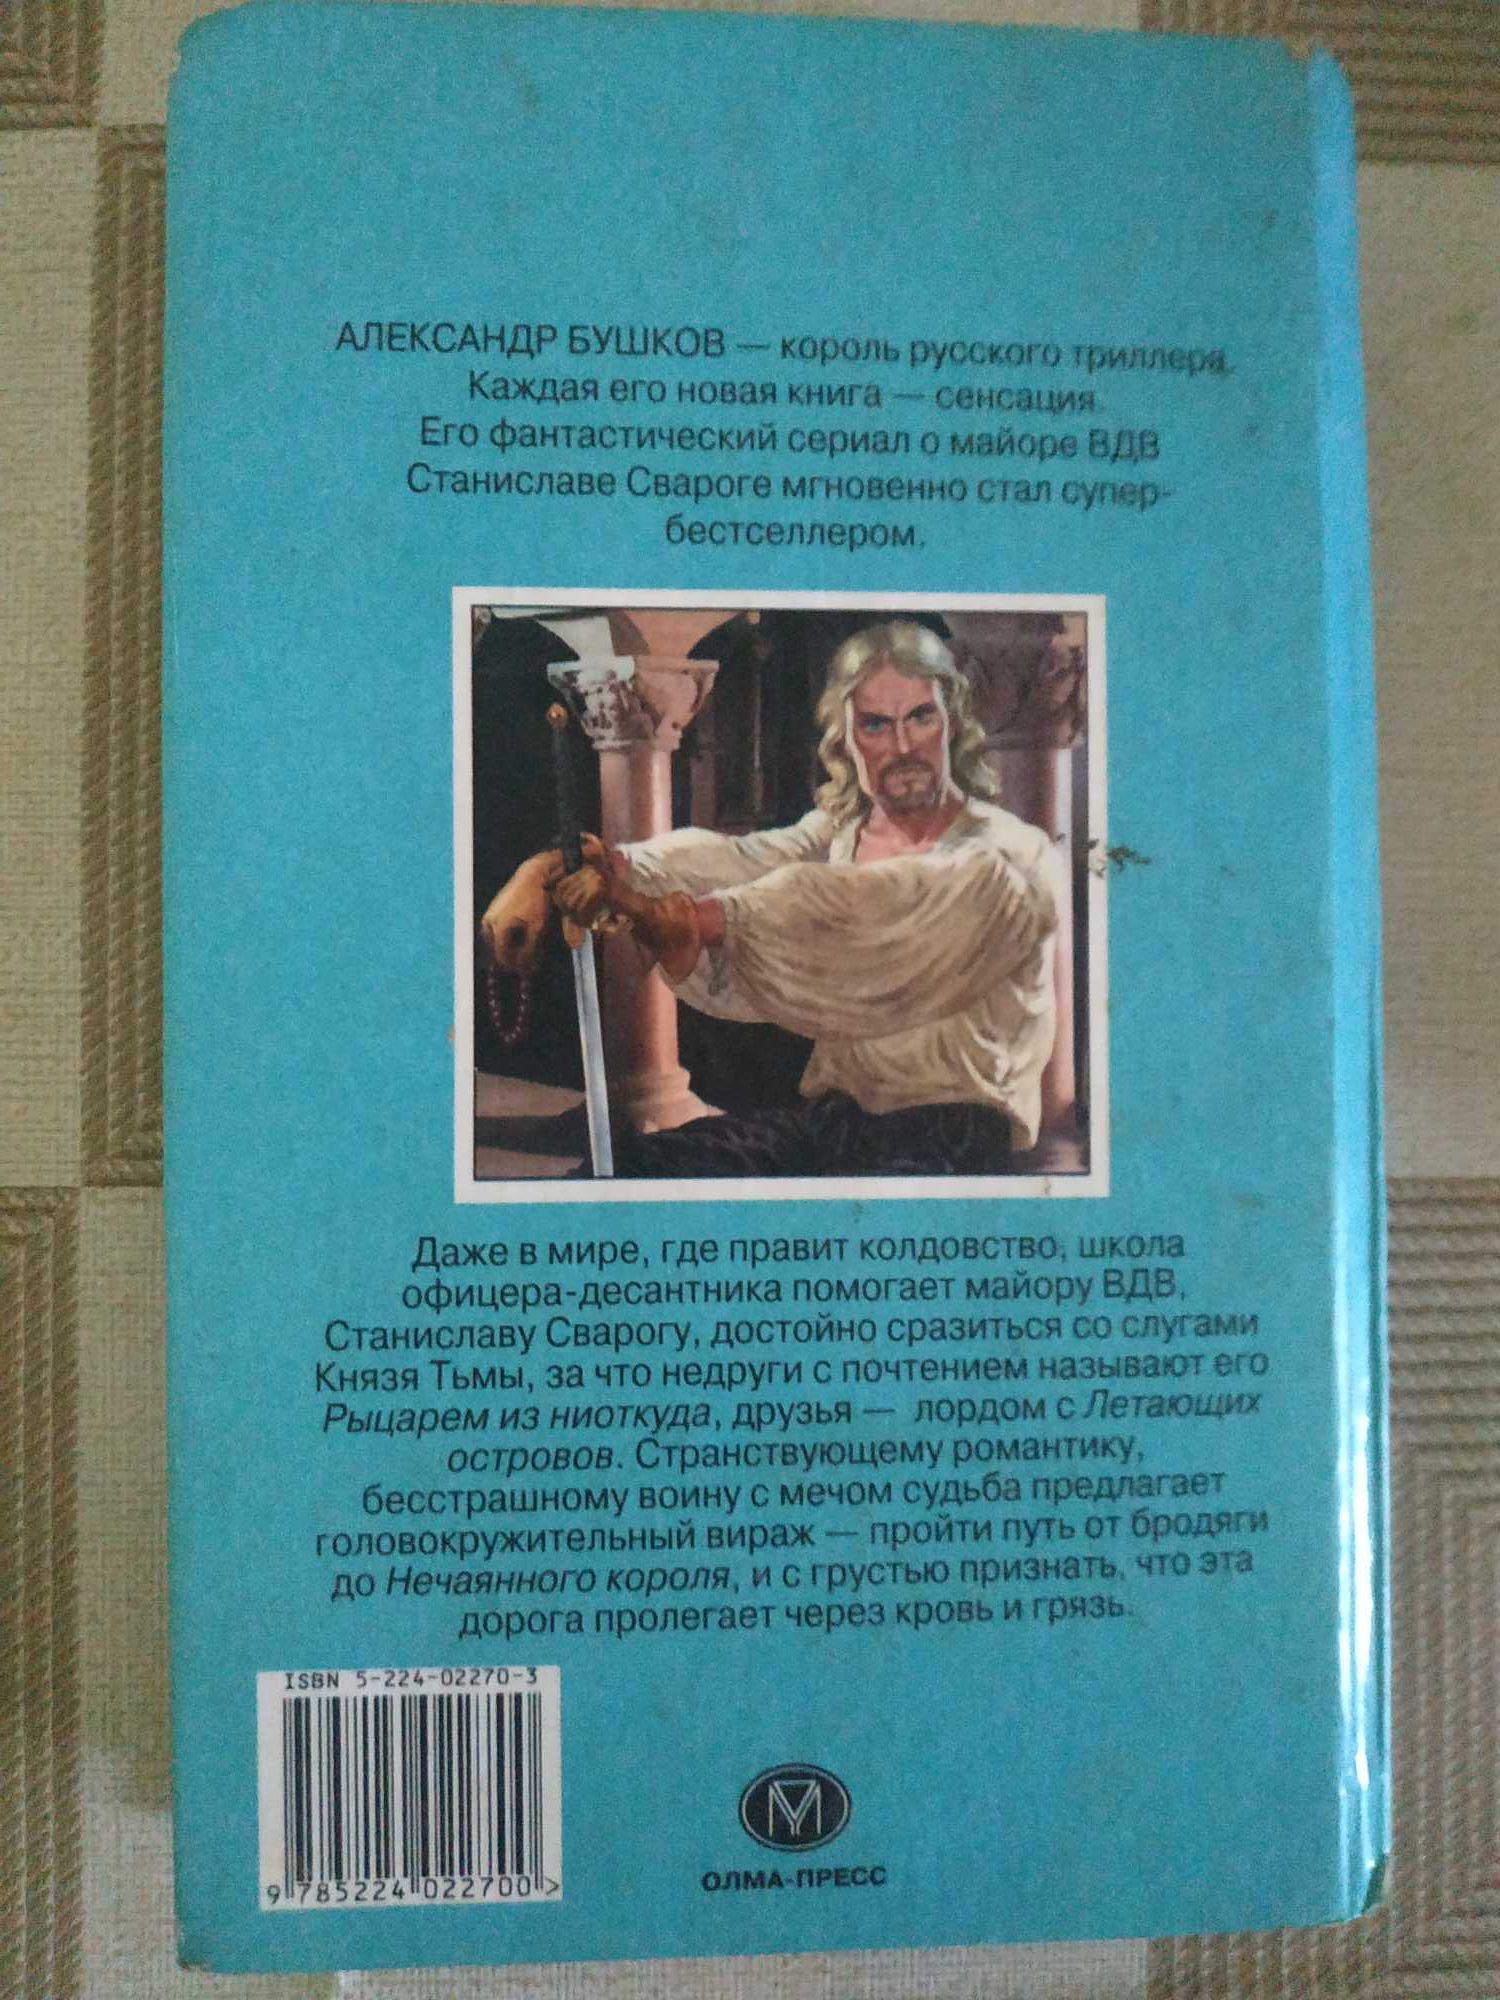 АЛЕКСАНДР БУШКОВ — король русского триллера.
Каждая его новая книга — сенсация.
Его фантастический сериал о майоре ВДВ
Станиславе Свароге мгновенно стал супер-
бестселлером.
Даже в мире, где правит колдовство, школа
офицера-десантника помогает майору ВДВ,
Станиславу Сварогу, достойно сразиться со слугами
Князя Тьмы, за что недруги с почтением называют его
Рыцарем из ниоткуда, друзья — лордом с Летающих
островов. Странствующему романтику,
бесстрашному воину с мечом судьба предлагает
головокружительный вираж — пройти путь от бродяги
до Нечаянного короля, и с грустью признать, что эта
дорога пролегает через кровь и грязь.
ISBN 5-224-02270-3
9 785224 022700 >
ОЛМА-ПРЕСС